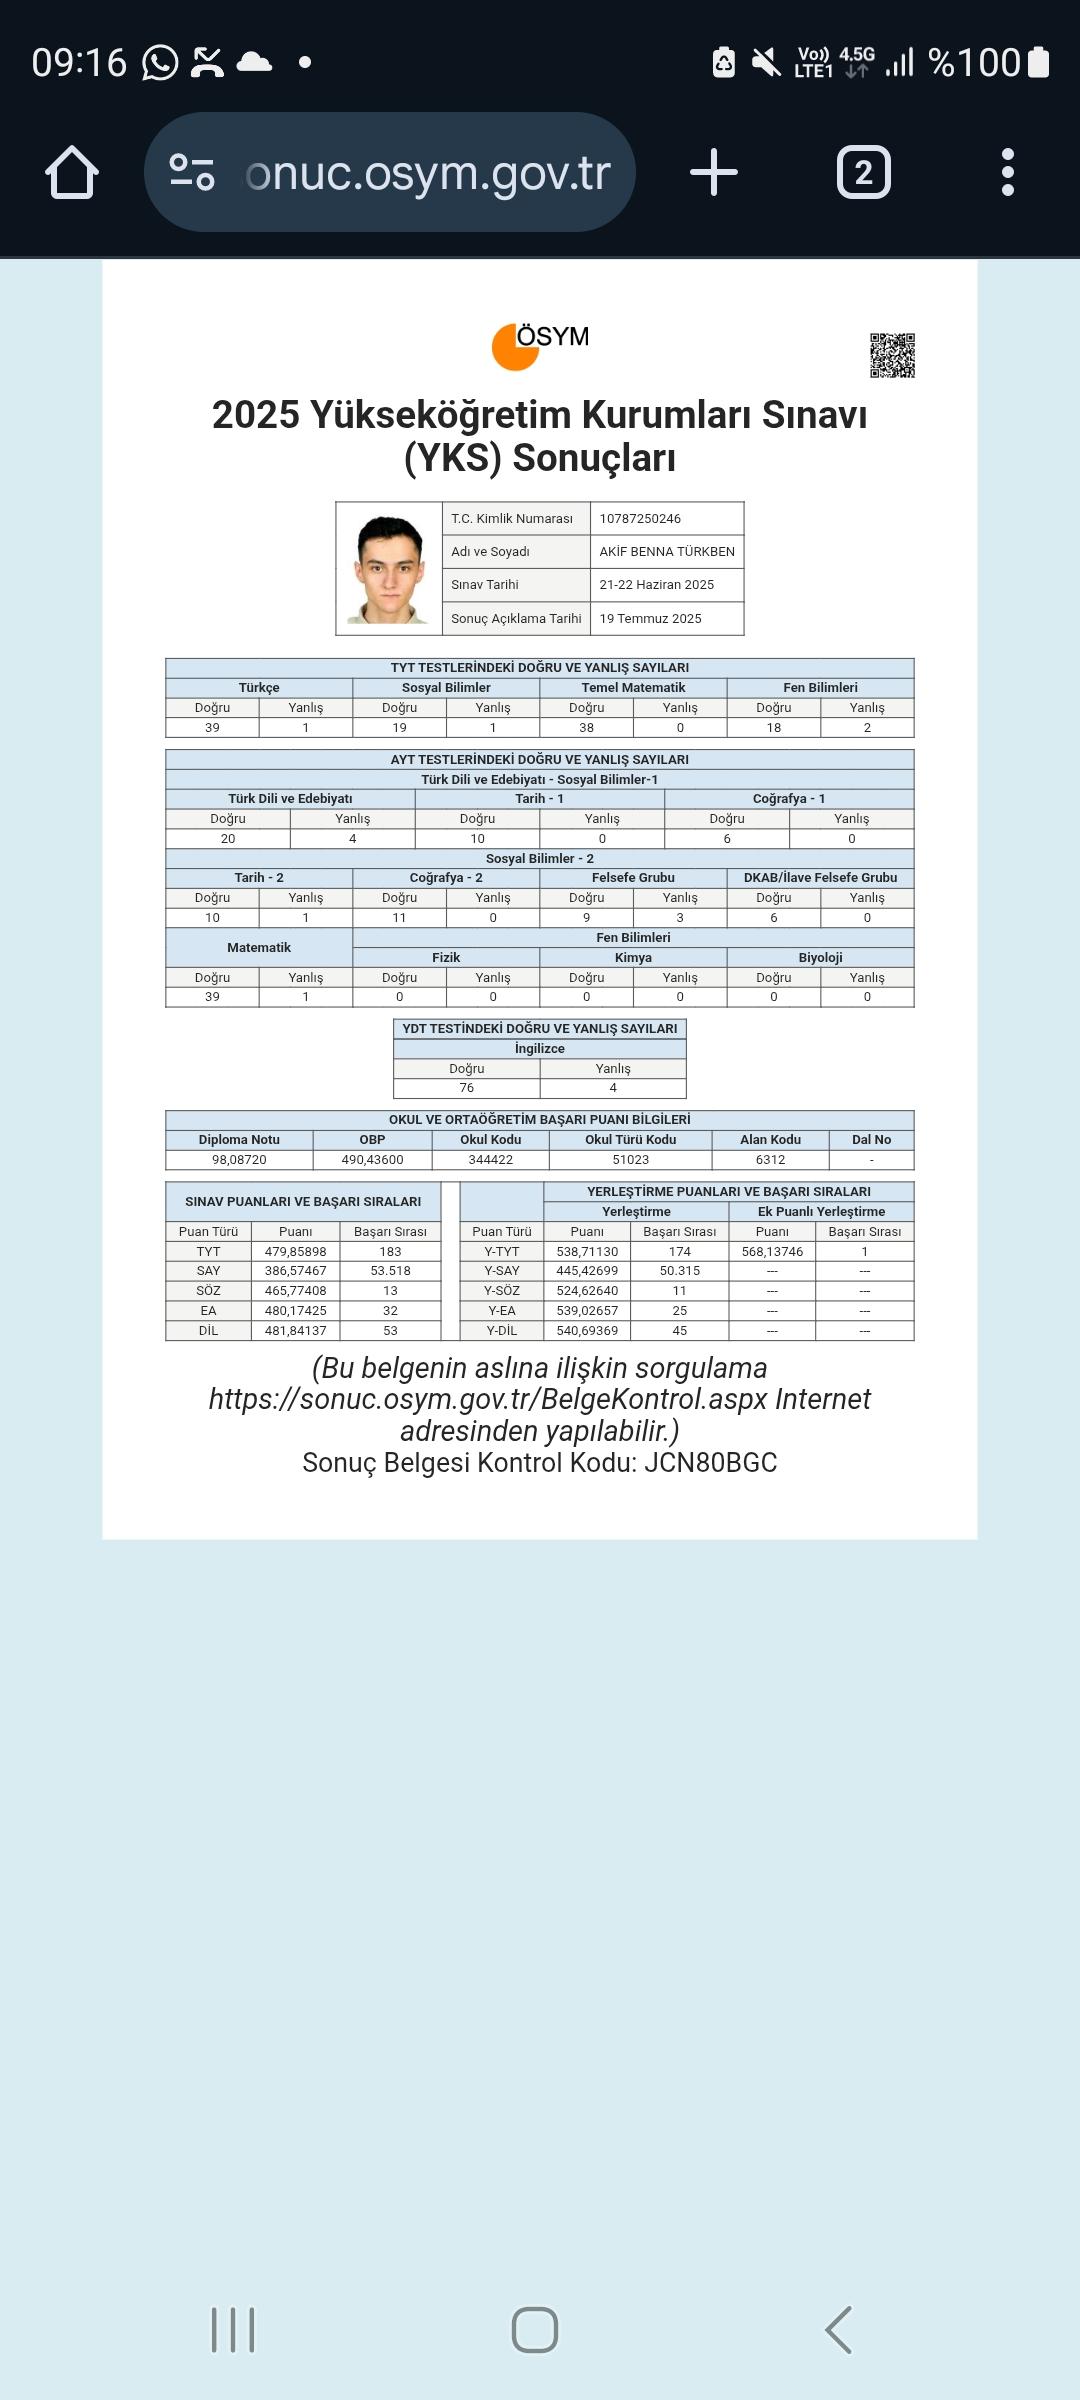 09:16
Vo)) LTE1 4.5G %100
onuc.osym.gov.tr
2
ÖSYM
2025 Yükseköğretim Kurumları Sınavı
(YKS) Sonuçları
T.C. Kimlik Numarası 10787250246
Adı ve Soyadı AKİF BENNA TÜRKBEN
Sınav Tarihi 21-22 Haziran 2025
Sonuç Açıklama Tarihi 19 Temmuz 2025
TYT TESTLERİNDEKİ DOĞRU VE YANLIŞ SAYILARI
Türkçe Sosyal Bilimler Temel Matematik Fen Bilimleri
Doğru Yanlış Doğru Yanlış Doğru Yanlış Doğru Yanlış
39 1 19 1 38 0 18 2
AYT TESTLERİNDEKİ DOĞRU VE YANLIŞ SAYILARI
Türk Dili ve Edebiyatı - Sosyal Bilimler-1
Türk Dili ve Edebiyatı Tarih - 1 Coğrafya - 1
Doğru Yanlış Doğru Yanlış Doğru Yanlış
20 4 10 0 6 0
Sosyal Bilimler - 2
Tarih - 2 Coğrafya - 2 Felsefe Grubu DKAB/İlave Felsefe Grubu
Doğru Yanlış Doğru Yanlış Doğru Yanlış Doğru Yanlış
10 1 11 0 9 3 6 0
Matematik Fen Bilimleri
Fizik Kimya Biyoloji
Doğru Yanlış Doğru Yanlış Doğru Yanlış Doğru Yanlış
39 1 0 0 0 0 0 0
YDT TESTİNDEKİ DOĞRU VE YANLIŞ SAYILARI
İngilizce
Doğru Yanlış
76 4
OKUL VE ORTAÖĞRETİM BAŞARI PUANI BİLGİLERİ
Diploma Notu OBP Okul Kodu Okul Türü Kodu Alan Kodu Dal No
98,08720 490,43600 344422 51023 6312 -
SINAV PUANLARI VE BAŞARI SIRALARI YERLEŞTİRME PUANLARI VE BAŞARI SIRALARI
Yerleştirme Ek Puanlı Yerleştirme
Puan Türü Puanı Başarı Sırası Puan Türü Puanı Başarı Sırası Puanı Başarı Sırası
TYT 479,85898 183 Y-TYT 538,71130 174 568,13746 1
SAY 386,57467 53.518 Y-SAY 445,42699 50.315 --- ---
SÖZ 465,77408 13 Y-SÖZ 524,62640 11 --- ---
EA 480,17425 32 Y-EA 539,02657 25 --- ---
DİL 481,84137 53 Y-DİL 540,69369 45 --- ---
(Bu belgenin aslına ilişkin sorgulama
https://sonuc.osym.gov.tr/BelgeKontrol.aspx Internet
adresinden yapılabilir.)
Sonuç Belgesi Kontrol Kodu: JCN80BGC